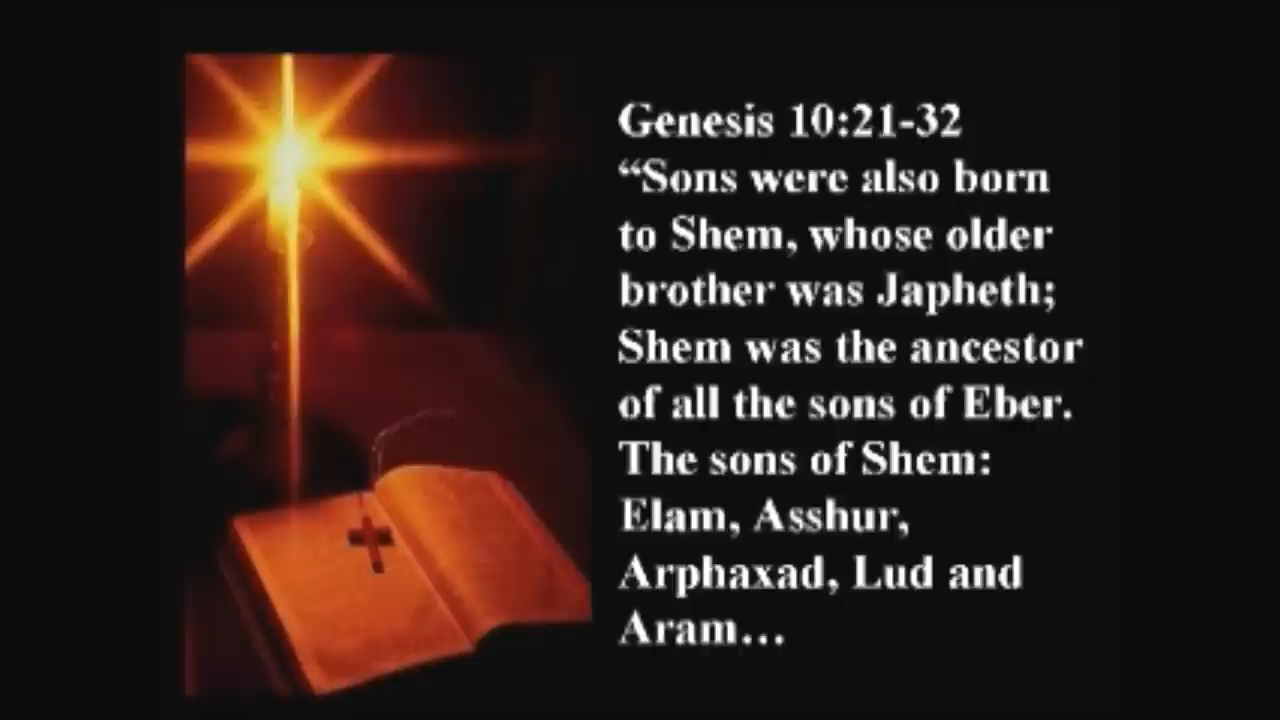 Genesis 10:21-32
“Sons were also born
to Shem, whose older
brother was Japheth;
Shem was the ancestor
of all the sons of Eber.
The sons of Shem:
Elam, Asshur,
Arphaxad, Lud and
Aram…